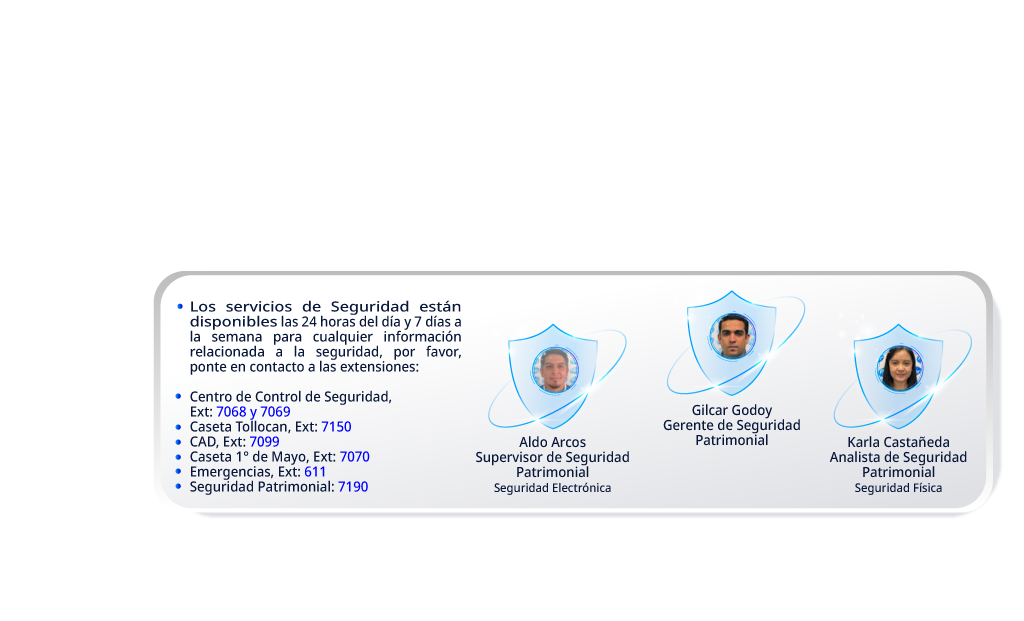 Los servicios de Seguridad están
disponibles las 24 horas del día y 7 días a
la semana para cualquier información
relacionada a la seguridad, por favor,
ponte en contacto a las extensiones:
Centro de Control de Seguridad,
Ext: 7068 y 7069
Caseta Tollocan, Ext: 7150
CAD, Ext: 7099
Caseta 1° de Mayo, Ext: 7070
Emergencias, Ext: 611
Seguridad Patrimonial: 7190
Aldo Arcos
Supervisor de Seguridad
Patrimonial
Seguridad Electrónica
Gilcar Godoy
Gerente de Seguridad
Patrimonial
Karla Castañeda
Analista de Seguridad
Patrimonial
Seguridad Física